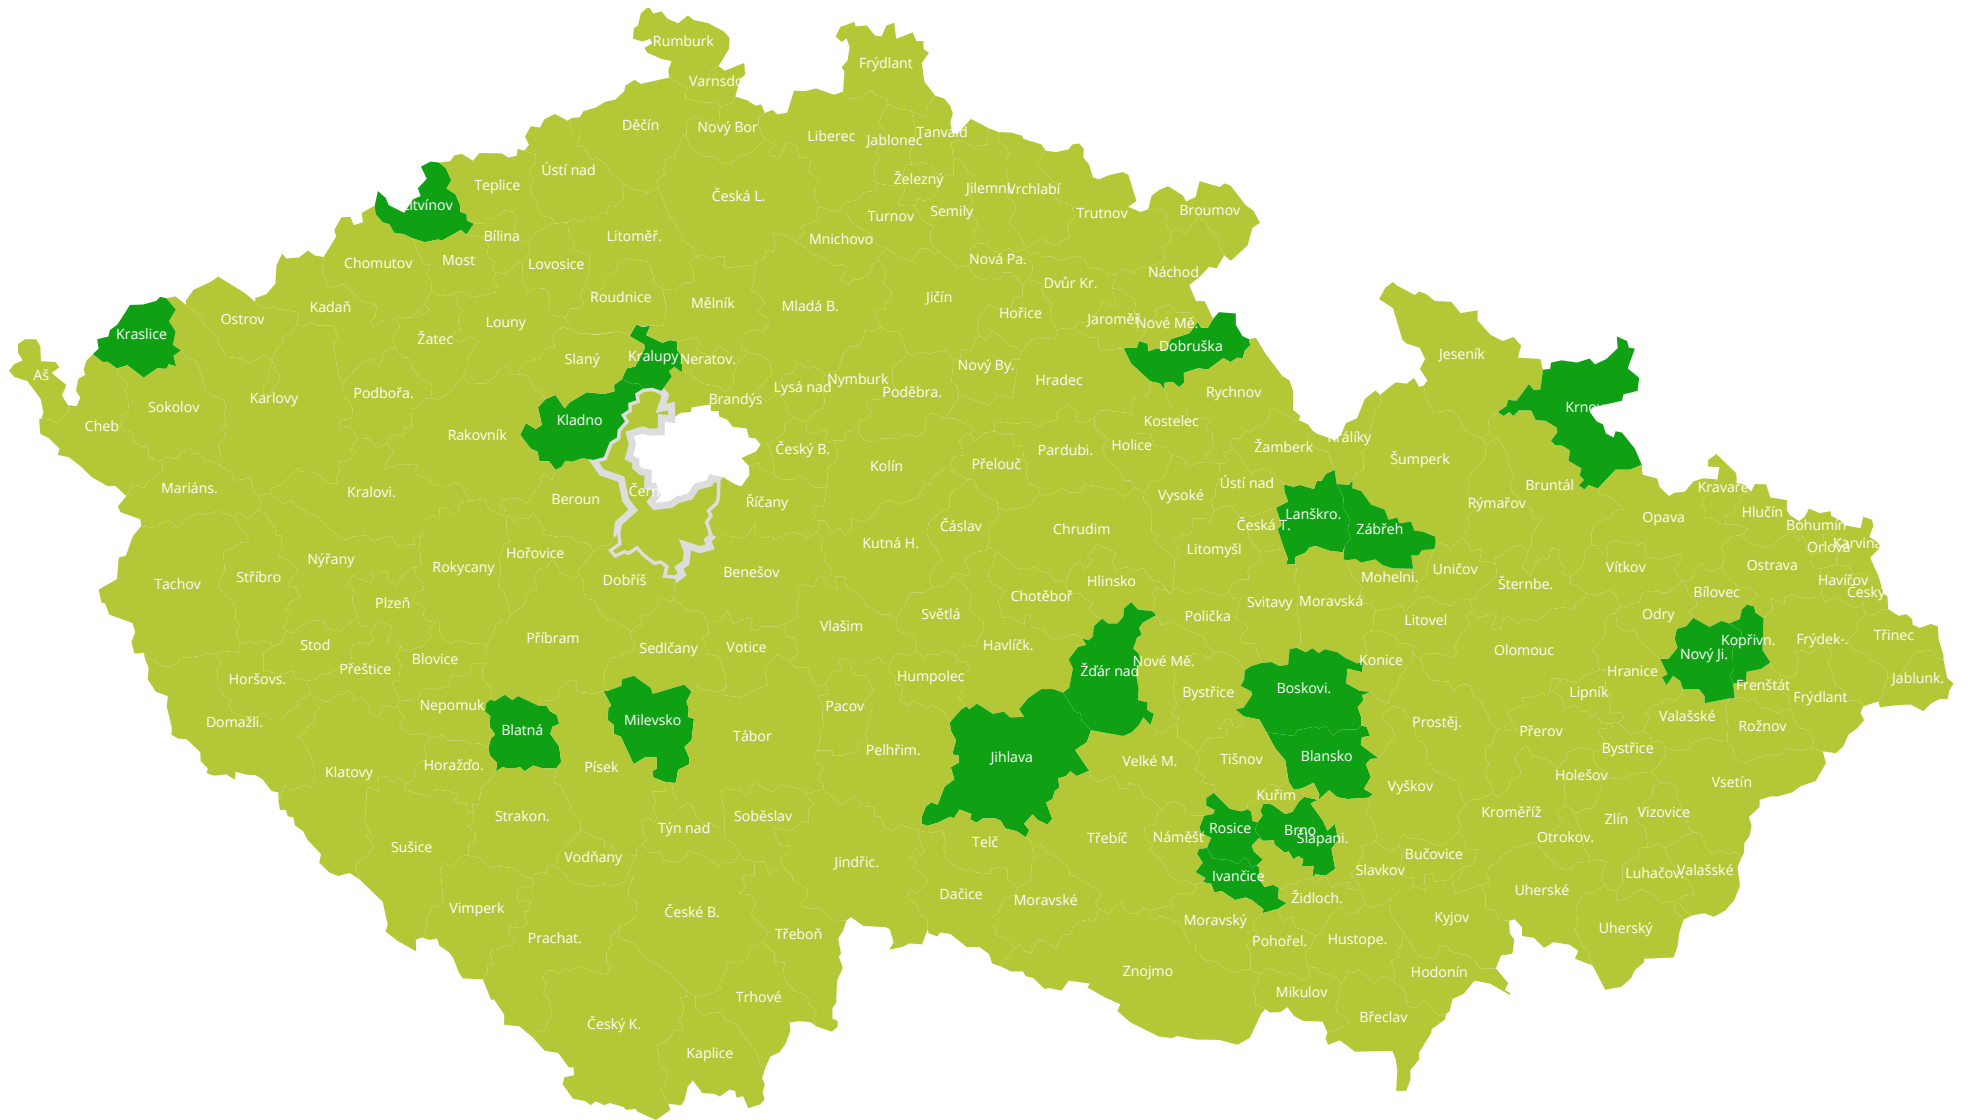 Rumburk
Frýdlant
Varnsdo
Děčín
Nový Bor
Liberec
Jablonec
Tanvald
Ústí nad
Teplice
Železný
Jilemni
Vrchlabí
Česká L.
Litvínov
Semily
Turnov
Trutnov
Broumov
Bílina
Litoměř.
Mnichovo
Chomutov
Most
Lovosice
Nová Pa.
Náchod
Dvůr Kr.
Roudnice
Mělník
Mladá B.
Jičín
Kadaň
Ostrov
Hořice
Louny
Jaroměř
Nové Mě.
Kraslice
Žatec
Dobruška
Slaný
Kralupy
Neratov.
Jeseník
Nový By.
Aš
Nymburk
Lysá nad
Hradec
Podbořa.
Poděbra.
Rychnov
Karlovy
Brandýs
Sokolov
Krnov
Kladno
Kostelec
Cheb
Rakovník
Králíky
Holice
Žamberk
Český B.
Pardubi.
Kolín
Přelouč
Šumperk
Mariáns.
Kralovi.
Ústí nad
Bruntál
Kravaře
Beroun
Čern
Říčany
Vysoké
Rýmařov
Lanškro.
Opava
Hlučín
Čáslav
Chrudim
Česká T.
Zábřeh
Bohumín
Kutná H.
Litomyšl
Orlová
Karviná
Hořovice
Nýřany
Rokycany
Vítkov
Ostrava
Uničov
Stříbro
Tachov
Dobříš
Benešov
Hlinsko
Mohelni.
Šternbe.
Havířov
Český
Bílovec
Chotěboř
Plzeň
Svitavy
Moravská
Světlá
Polička
Odry
Litovel
Vlašim
Příbram
Třinec
Frýdek-.
Kopřivn.
Stod
Sedlčany
Votice
Havlíčk.
Olomouc
Nový Ji.
Blovice
Konice
Nové Mě.
Přeštice
Žďár nad
Hranice
Horšovs.
Humpolec
Jablunk.
Frenštát
Boskovi.
Bystřice
Lipník
Frýdlant
Nepomuk
Pacov
Valašské
Milevsko
Domažli.
Prostěj.
Rožnov
Blatná
Přerov
Tábor
Pelhřim.
Bystřice
Jihlava
Blansko
Tišnov
Velké M.
Horažďo.
Písek
Klatovy
Holešov
Vsetín
Vyškov
Kuřim
Strakon.
Soběslav
Kroměříž
Vizovice
Zlín
Týn nad
Rosice
Brno
Šlapani.
Třebíč
Náměšť
Otrokov.
Telč
Sušice
Vodňany
Bučovice
Jindřic.
Slavkov
Luhačov.
Valašské
Ivančice
Uherské
Dačice
Židloch.
Moravské
Vimperk
České B.
Kyjov
Moravský
Uherský
Třeboň
Prachat.
Pohořel.
Hustope.
Znojmo
Hodonín
Mikulov
Trhové
Břeclav
Český K.
Kaplice